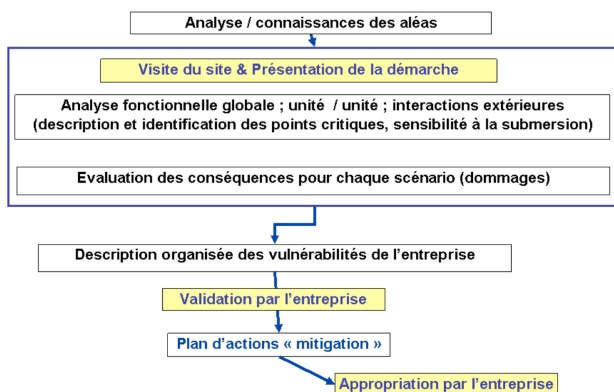 Analyse / connaissances des aléas
Visite du site & Présentation de la démarche
Analyse fonctionnelle globale ; unité / unité ; interactions extérieures
(description et identification des points critiques, sensibilité à la submersion)
Evaluation des conséquences pour chaque scénario (dommages)
Description organisée des vulnérabilités de l'entreprise
Validation par l'entreprise
Plan d'actions « mitigation »
Appropriation par l'entreprise